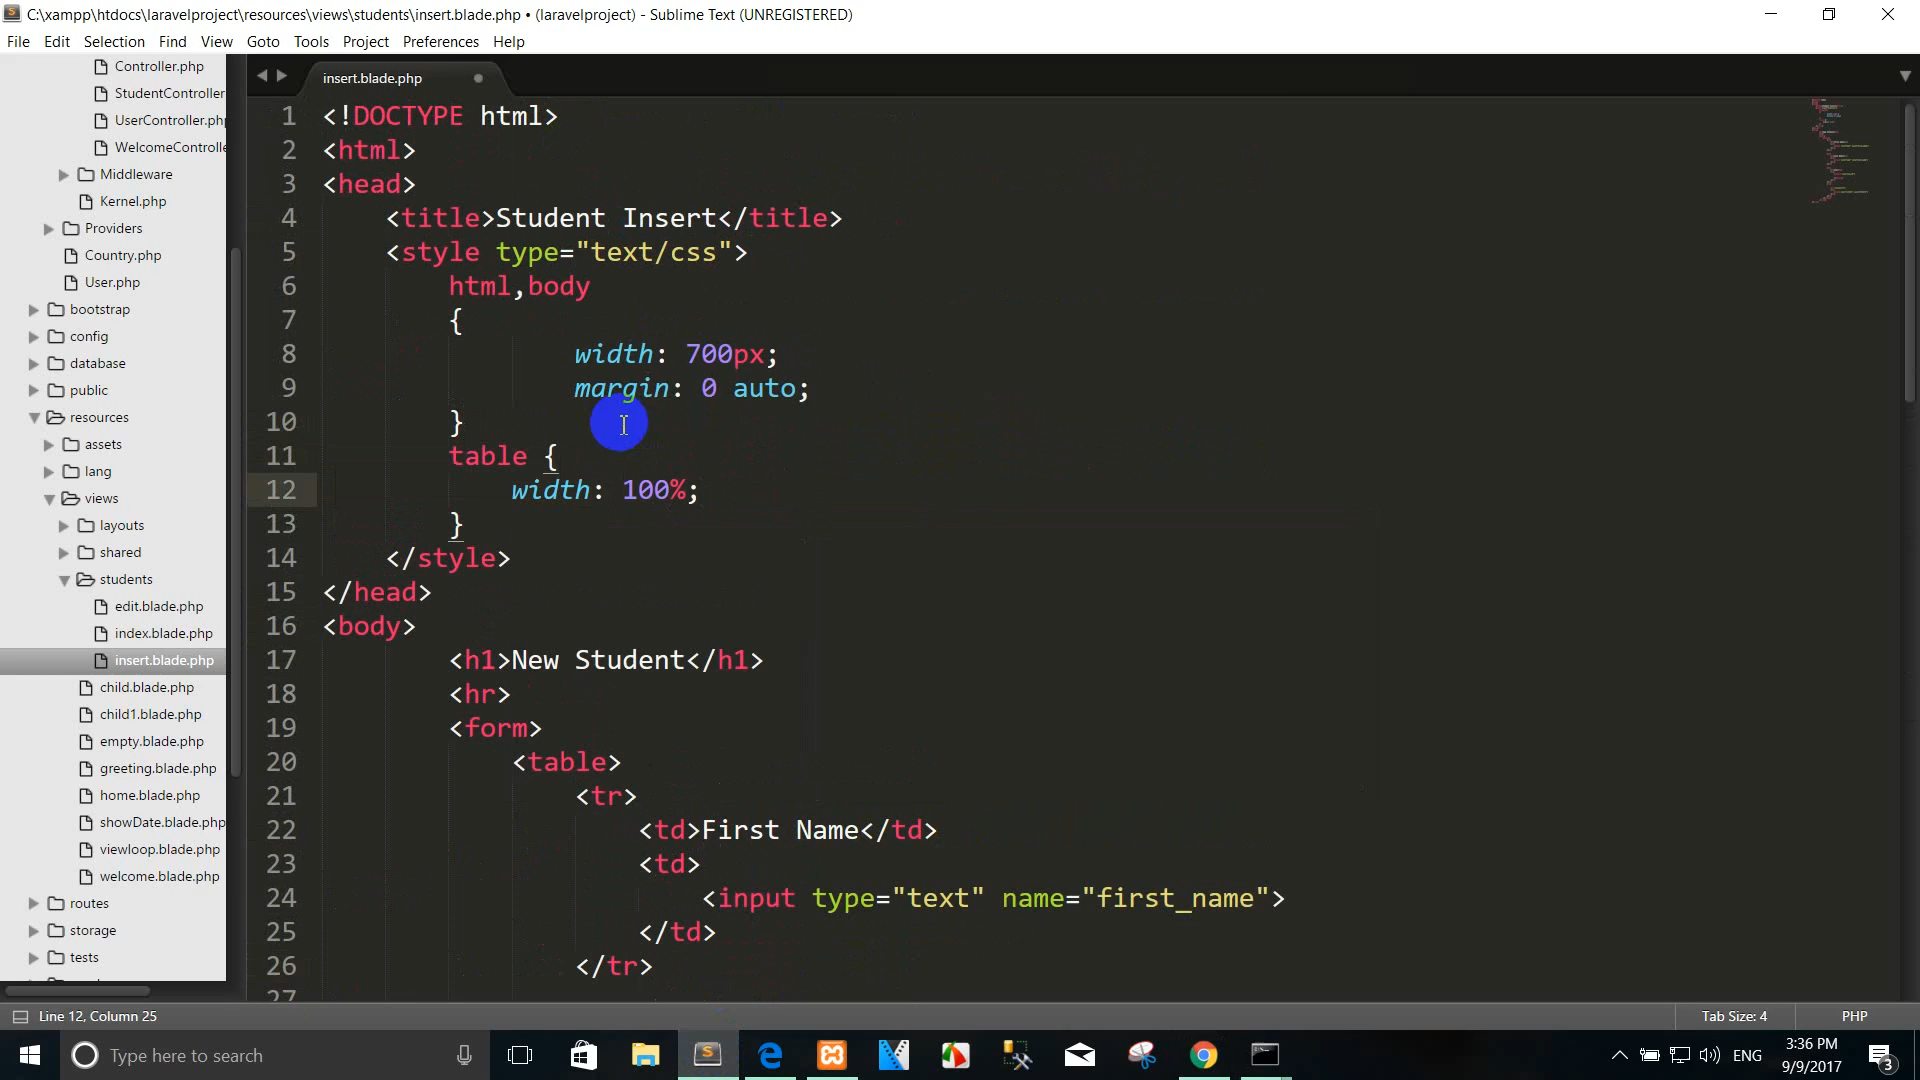 C:\xampp\htdocs\laravelproject\resources\views\students\insert.blade.php • (laravelproject) - Sublime Text (UNREGISTERED)
File Edit Selection Find View Goto Tools Project Preferences Help
Controller.php
StudentController
UserController.php
WelcomeControlle
Middleware
Kernel.php
Providers
Country.php
User.php
bootstrap
config
database
public
resources
assets
lang
views
layouts
shared
students
edit.blade.php
index.blade.php
insert.blade.php
child.blade.php
child1.blade.php
empty.blade.php
greeting.blade.php
home.blade.php
showDate.blade.php
viewloop.blade.php
welcome.blade.php
routes
storage
tests
insert.blade.php
1 <!DOCTYPE html>
2 <html>
3 <head>
4 <title>Student Insert</title>
5 <style type="text/css">
6 html,body
7 {
8 width: 700px;
9 margin: 0 auto;
10 }
11 table {
12 width: 100%;
13 }
14 </style>
15 </head>
16 <body>
17 <h1>New Student</h1>
18 <hr>
19 <form>
20 <table>
21 <tr>
22 <td>First Name</td>
23 <td>
24 <input type="text" name="first_name">
25 </td>
26 </tr>
27
Line 12, Column 25
Tab Size: 4
PHP
Type here to search
ENG
3:36 PM
9/9/2017
3